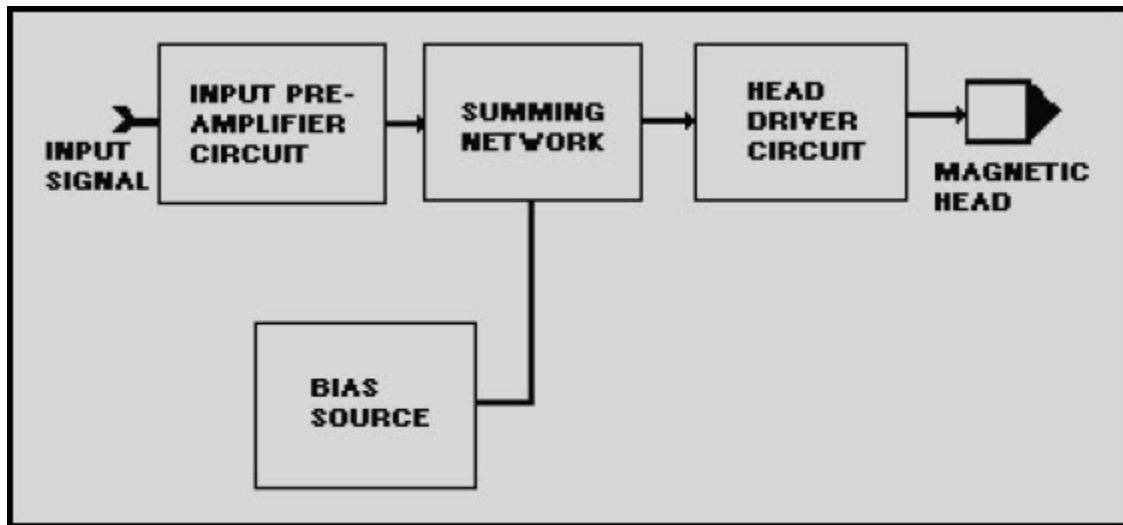 INPUT PRE-
AMPLIFIER
CIRCUIT
SUMMING
NETWORK
HEAD
DRIVER
CIRCUIT
INPUT
SIGNAL
MAGNETIC
HEAD
BIAS
SOURCE